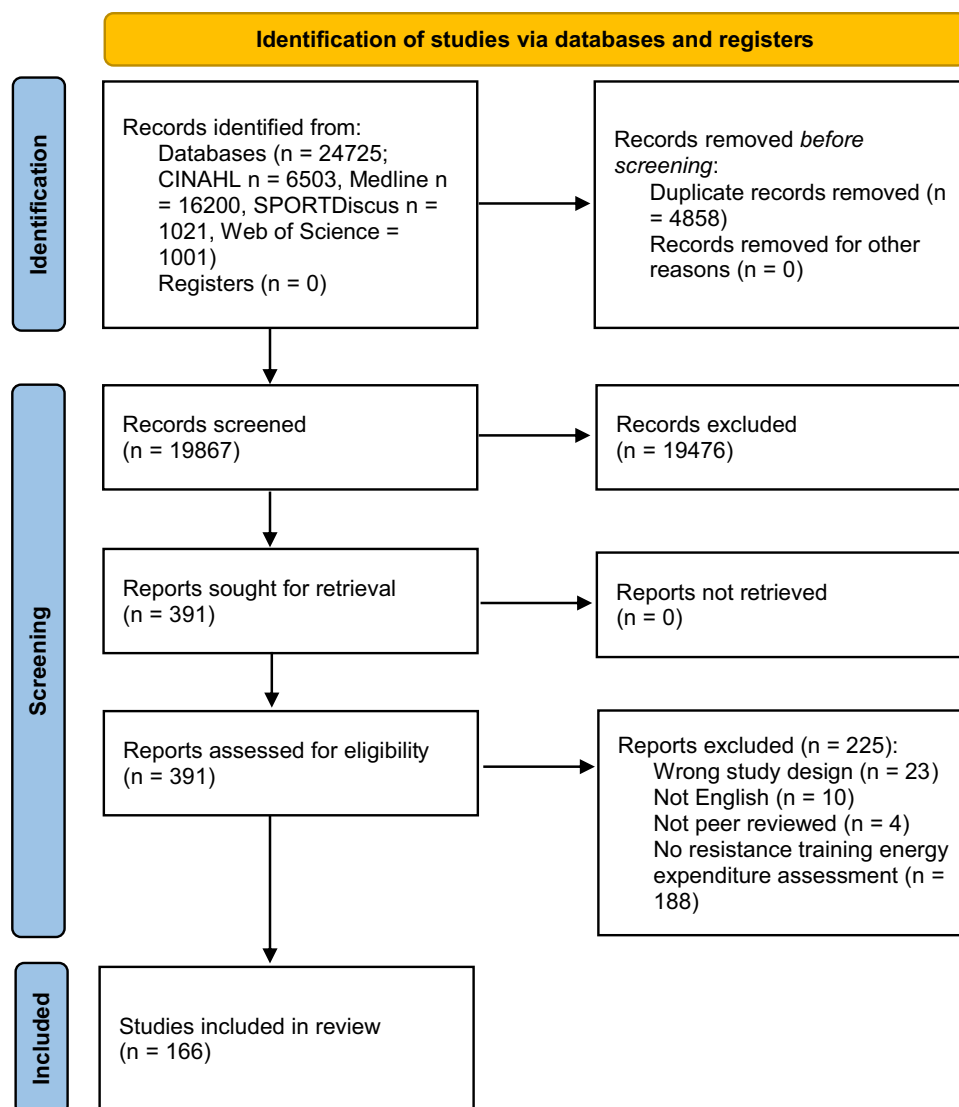 Identification of studies via databases and registers
Identification
Records identified from:
Databases (n = 24725;
CINAHL n = 6503, Medline n
= 16200, SPORTDiscus n =
1021, Web of Science =
1001)
Registers (n = 0)
Records removed before
screening:
Duplicate records removed (n
= 4858)
Records removed for other
reasons (n = 0)
Screening
Records screened
(n = 19867)
Records excluded
(n = 19476)
Reports sought for retrieval
(n = 391)
Reports not retrieved
(n = 0)
Reports assessed for eligibility
(n = 391)
Reports excluded (n = 225):
Wrong study design (n = 23)
Not English (n = 10)
Not peer reviewed (n = 4)
No resistance training energy
expenditure assessment (n =
188)
Included
Studies included in review
(n = 166)